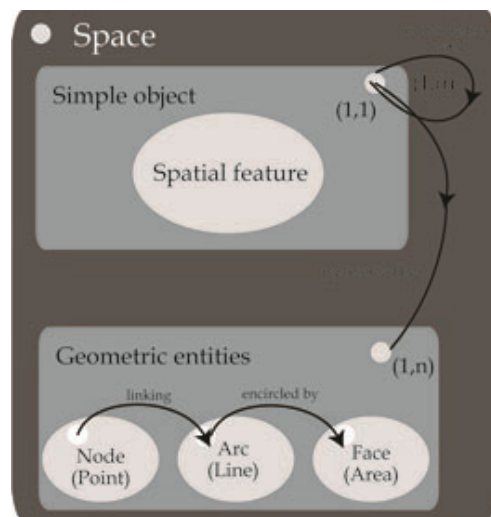 Space
Simple object
(1,1)
Spatial feature
Geometric entities
(1,n)
linking
encircled by
Node
(Point)
Arc
(Line)
Face
(Area)